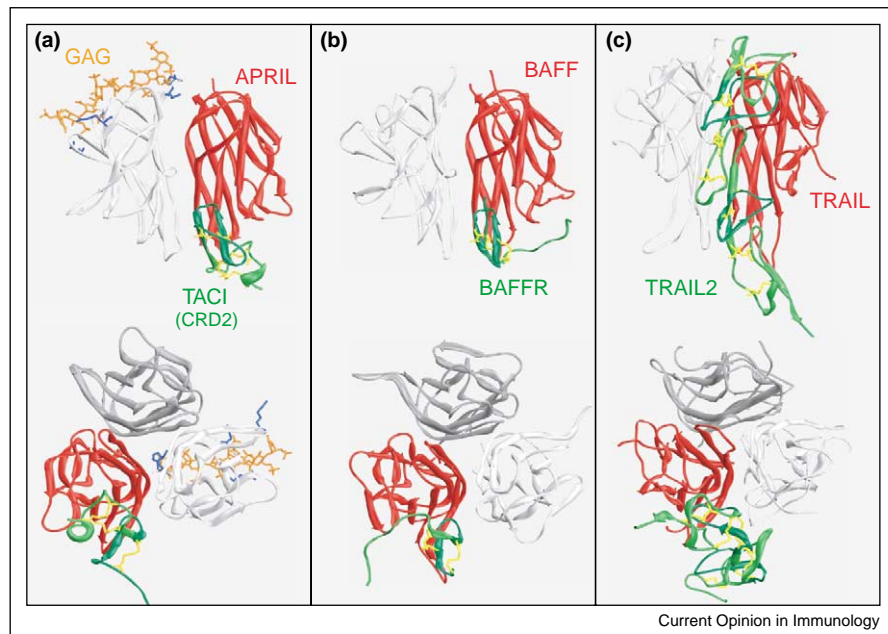 (a)
GAG
APRIL
TACI
(CRD2)
(b)
BAFF
BAFFR
(c)
TRAIL
TRAIL2
Current Opinion in Immunology